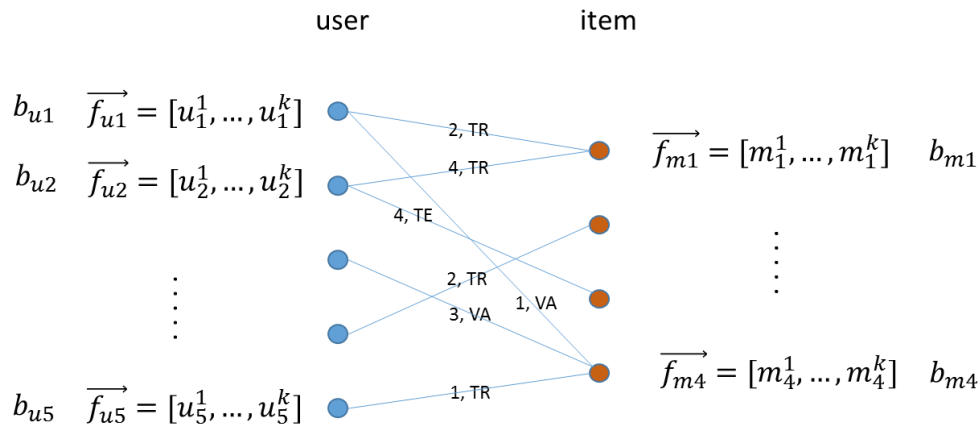 user item
b_{u1} \overrightarrow{f_{u1}} = [u_1^1, ..., u_1^k]
2, TR
\overrightarrow{f_{m1}} = [m_1^1, ..., m_1^k] b_{m1}
b_{u2} \overrightarrow{f_{u2}} = [u_2^1, ..., u_2^k]
4, TR
4, TE
2, TR
3, VA
1, VA
\overrightarrow{f_{m4}} = [m_4^1, ..., m_4^k] b_{m4}
1, TR
b_{u5} \overrightarrow{f_{u5}} = [u_5^1, ..., u_5^k]